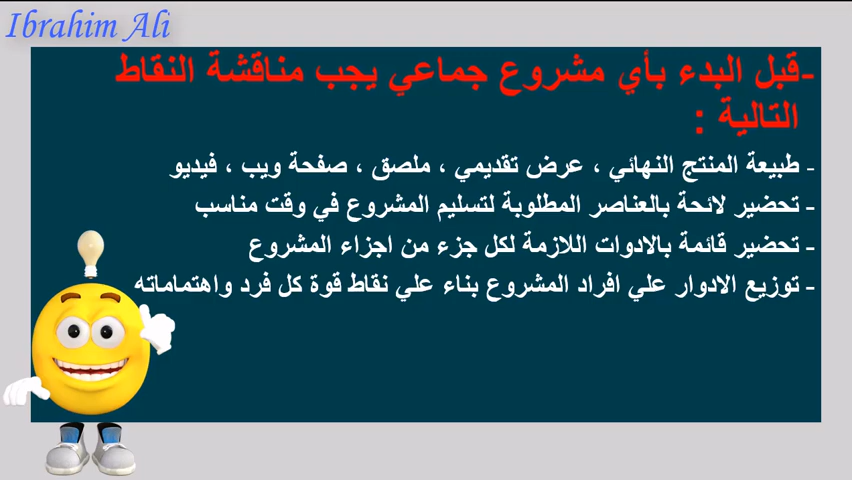 Ibrahim Ali
-قبل البدء بأي مشروع جماعي يجب مناقشة النقاط
التالية :
- طبيعة المنتج النهائي ، عرض تقديمي ، ملصق ، صفحة ويب ، فيديو
- تحضير لائحة بالعناصر المطلوبة لتسليم المشروع في وقت مناسب
- تحضير قائمة بالادوات اللازمة لكل جزء من اجزاء المشروع
- توزيع الادوار علي افراد المشروع بناء علي نقاط قوة كل فرد واهتماماته